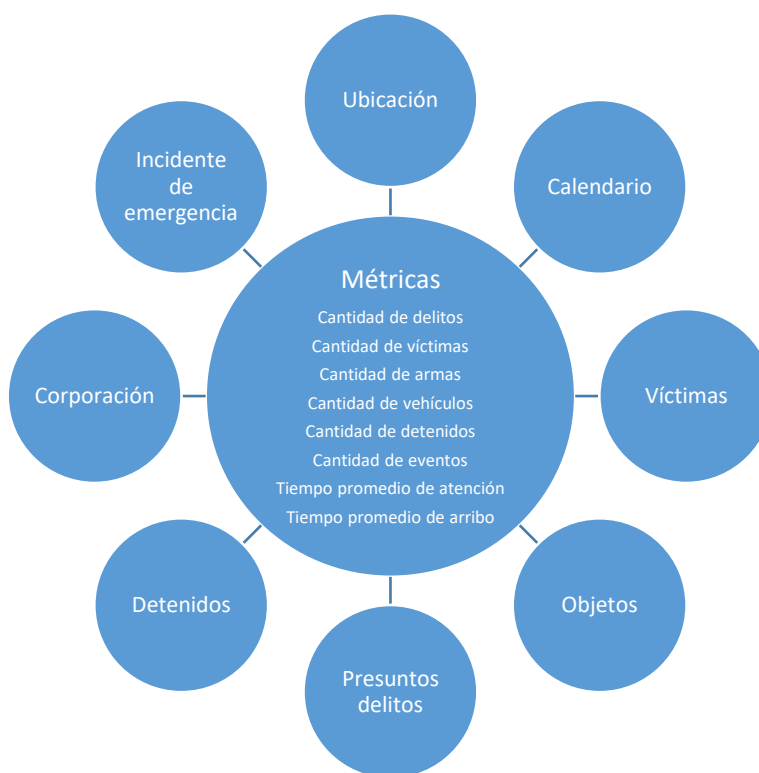 Ubicación
Incidente
de
emergencia
Calendario
Métricas
Cantidad de delitos
Cantidad de víctimas
Cantidad de armas
Cantidad de vehículos
Cantidad de detenidos
Cantidad de eventos
Tiempo promedio de atención
Tiempo promedio de arribo
Corporación
Víctimas
Detenidos
Objetos
Presuntos
delitos